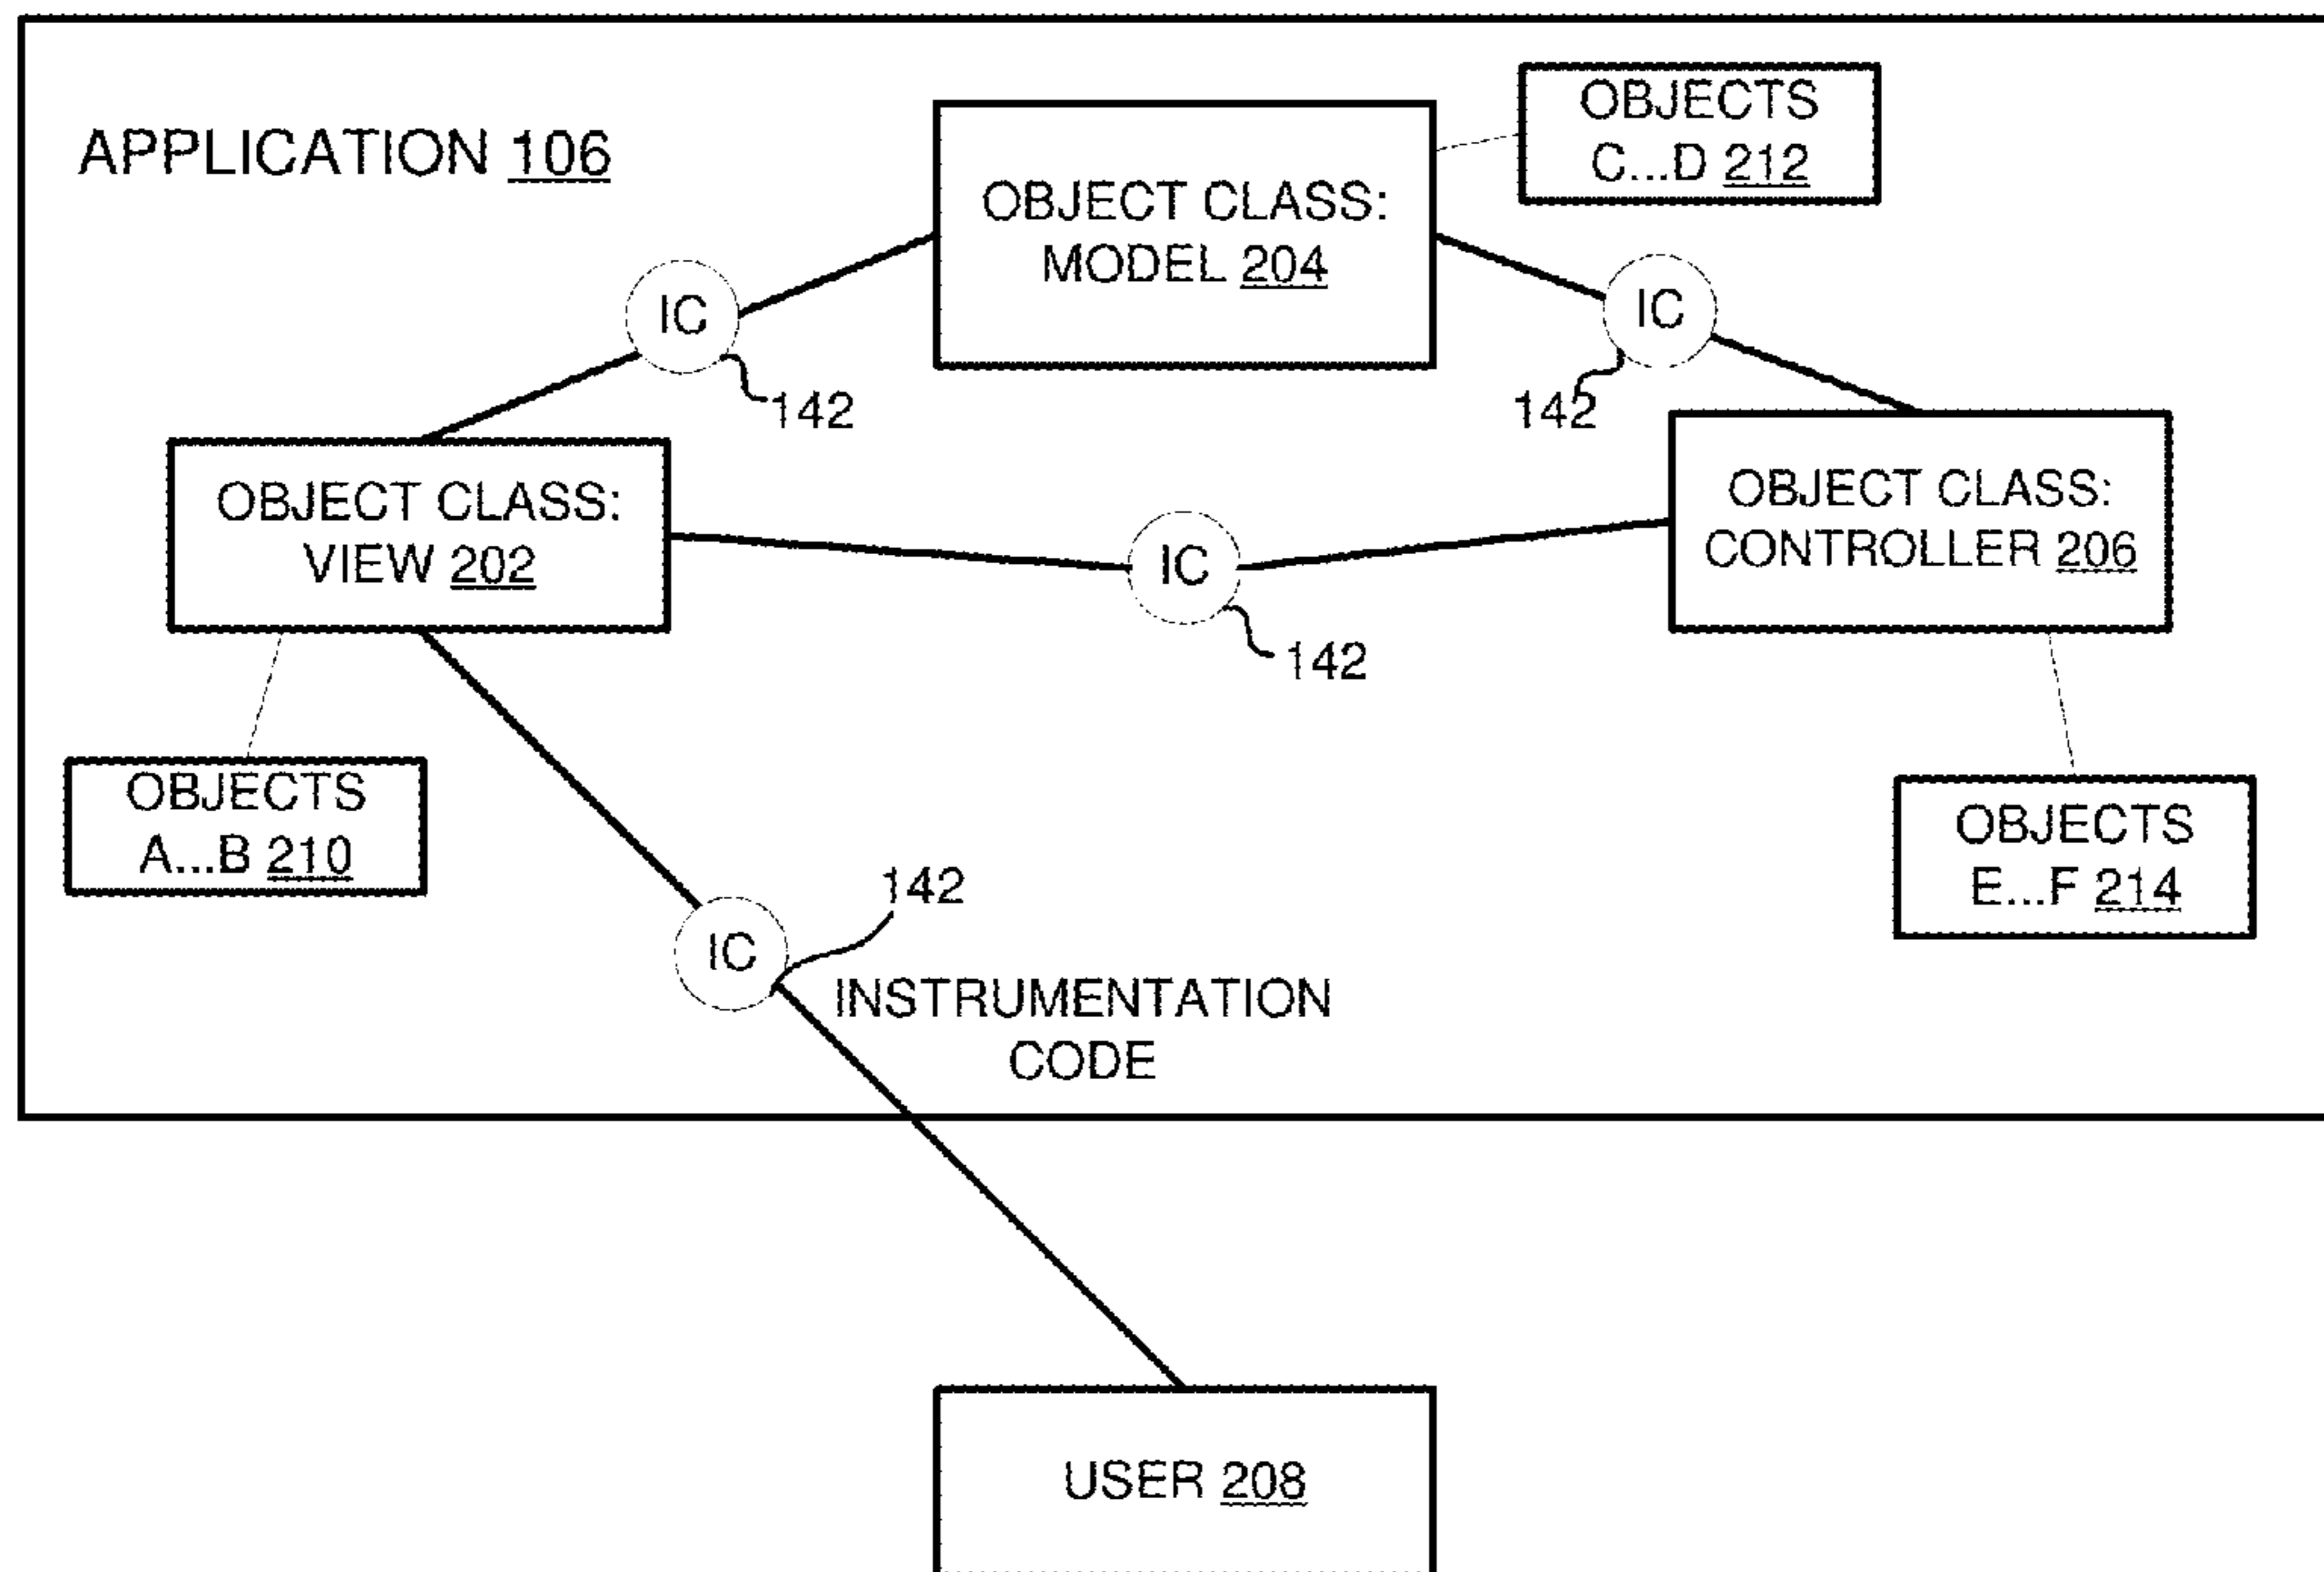 APPLICATION 106
OBJECTS
C...D 212
OBJECT CLASS:
MODEL 204
IC
142
IC
142
OBJECT CLASS:
VIEW 202
IC
142
OBJECT CLASS:
CONTROLLER 206
OBJECTS
A...B 210
OBJECTS
E...F 214
IC
142
INSTRUMENTATION
CODE
USER 208